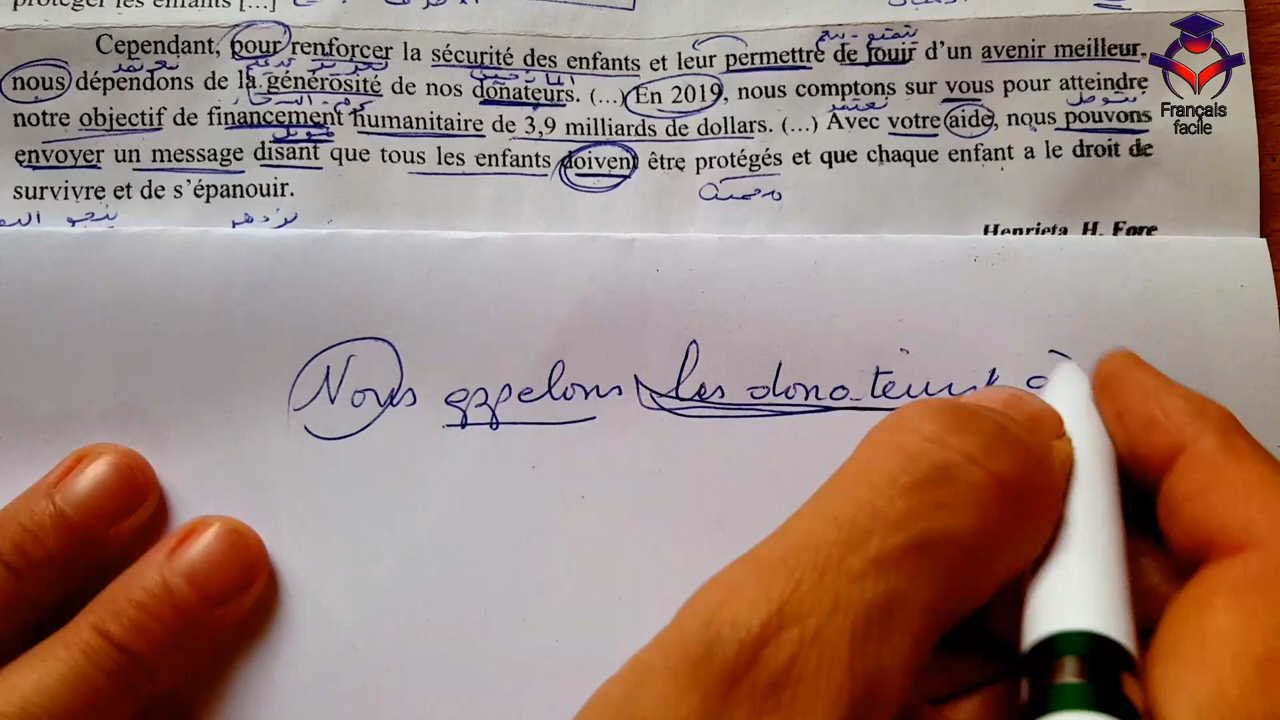 protéger les enfants [...]
Cependant, pour renforcer la sécurité des enfants et leur permettre de jouir d'un avenir meilleur,
nous dépendons de la générosité de nos donateurs. (...) En 2019, nous comptons sur vous pour atteindre
notre objectif de financement humanitaire de 3,9 milliards de dollars. (...) Avec votre aide, nous pouvons
envoyer un message disant que tous les enfants doivent être protégés et que chaque enfant a le droit de
survivre et de s'épanouir.
Henrieta H. Fore
Français
facile
Nous appelons les donateurs à